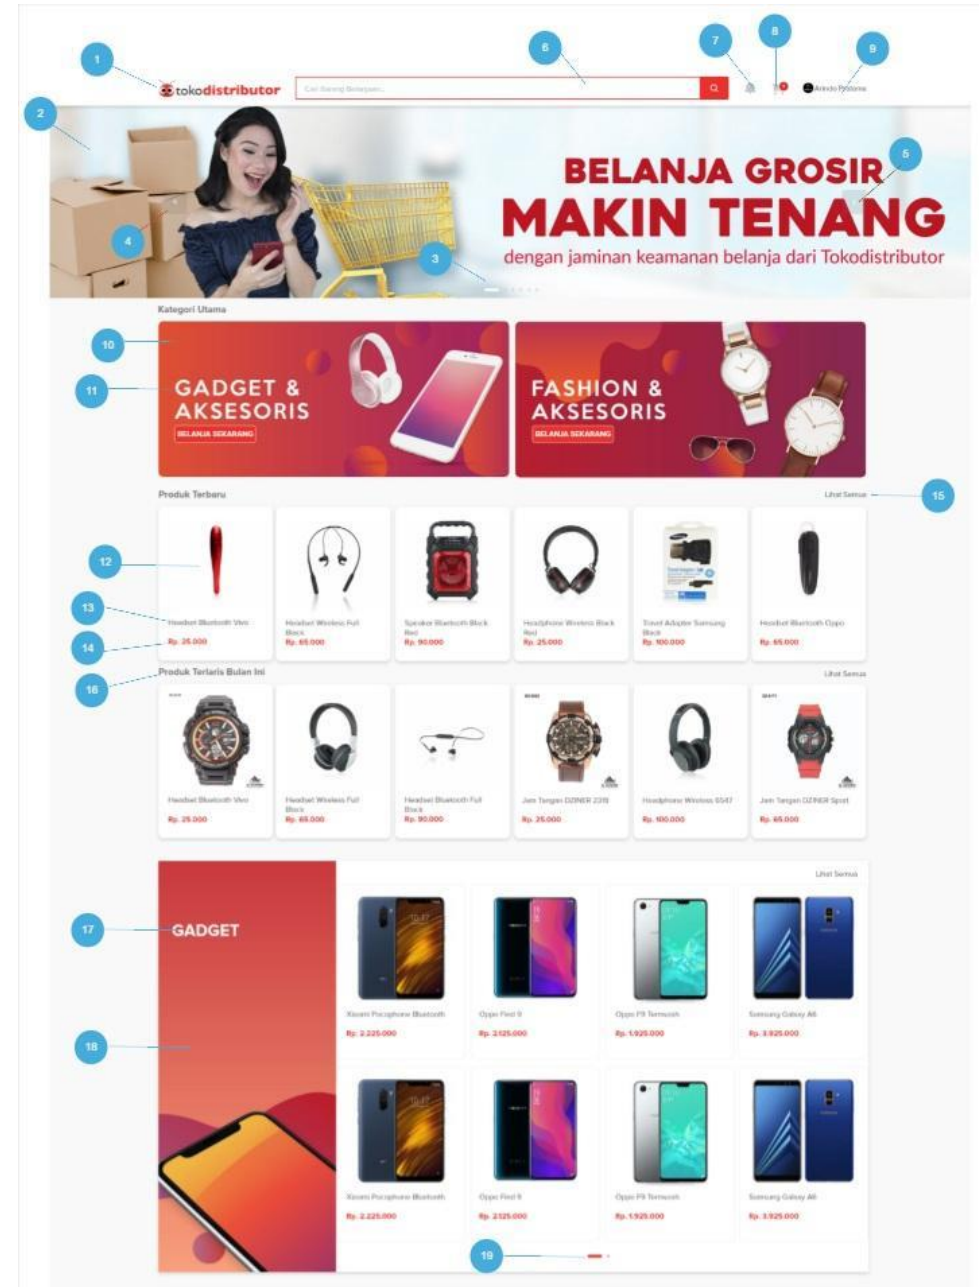 1
6
7
8
9
tokodistributor
Cari Barang Berdasarkan...
Arindo Pratama
2
5
4
3
BELANJA GROSIR
MAKIN TENANG
dengan jaminan keamanan belanja dari Tokodistributor
Kategori Utama
10
11
GADGET &
AKSESORIS
BELANJA SEKARANG
FASHION &
AKSESORIS
BELANJA SEKARANG
Produk Terbaru
Lihat Semua
15
12
13
14
Headset Bluetooth Vivo
Rp. 25.000
Headset Wireless Full
Black
Rp. 65.000
Speaker Bluetooth Black
Red
Rp. 90.000
Headphone Wireless Black
Red
Rp. 25.000
Travel Adapter Samsung
Black
Rp. 100.000
Headset Bluetooth Oppo
Rp. 65.000
16
Produk Terlaris Bulan Ini
Lihat Semua
Headset Bluetooth Vivo
Rp. 25.000
Headset Wireless Full
Black
Rp. 65.000
Headset Bluetooth Full
Black
Rp. 90.000
Jam Tangan DZINER 2319
Rp. 25.000
Headphone Wireless 6547
Rp. 100.000
Jam Tangan DZINER Sport
Rp. 65.000
17
18
GADGET
Lihat Semua
Xiaomi Pocophone Bluetooth
Rp. 2.225.000
Oppo Find 9
Rp. 2.125.000
Oppo F9 Termurah
Rp. 1.925.000
Samsung Galaxy A8
Rp. 3.925.000
Xiaomi Pocophone Bluetooth
Rp. 2.225.000
Oppo Find 9
Rp. 2.125.000
Oppo F9 Termurah
Rp. 1.925.000
Samsung Galaxy A8
Rp. 3.925.000
19